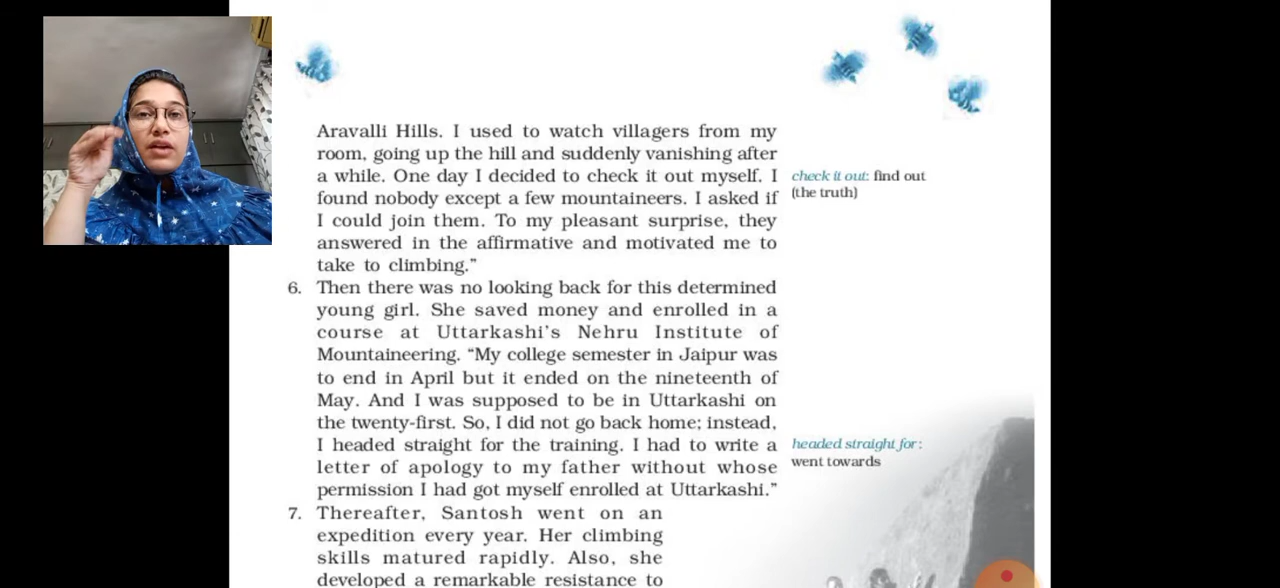 Aravalli Hills. I used to watch villagers from my
room, going up the hill and suddenly vanishing after
a while. One day I decided to check it out myself. I
found nobody except a few mountaineers. I asked if
I could join them. To my pleasant surprise, they
answered in the affirmative and motivated me to
take to climbing."
check it out: find out
(the truth)
6. Then there was no looking back for this determined
young girl. She saved money and enrolled in a
course at Uttarkashi's Nehru Institute of
Mountaineering. "My college semester in Jaipur was
to end in April but it ended on the nineteenth of
May. And I was supposed to be in Uttarkashi on
the twenty-first. So, I did not go back home; instead,
I headed straight for the training. I had to write a
letter of apology to my father without whose
permission I had got myself enrolled at Uttarkashi."
headed straight for:
went towards
7. Thereafter, Santosh went on an
expedition every year. Her climbing
skills matured rapidly. Also, she
developed a remarkable resistance to